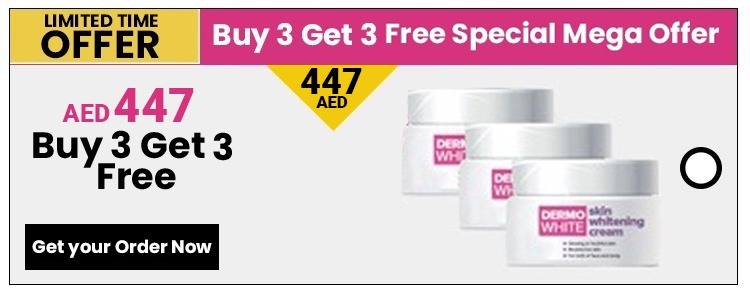 LIMITED TIME
OFFER
Buy 3 Get 3 Free Special Mega Offer
447
AED
AED 447
Buy 3 Get 3
Free
Get your Order Now
DERMO
WHITE
skin
whitening
cream